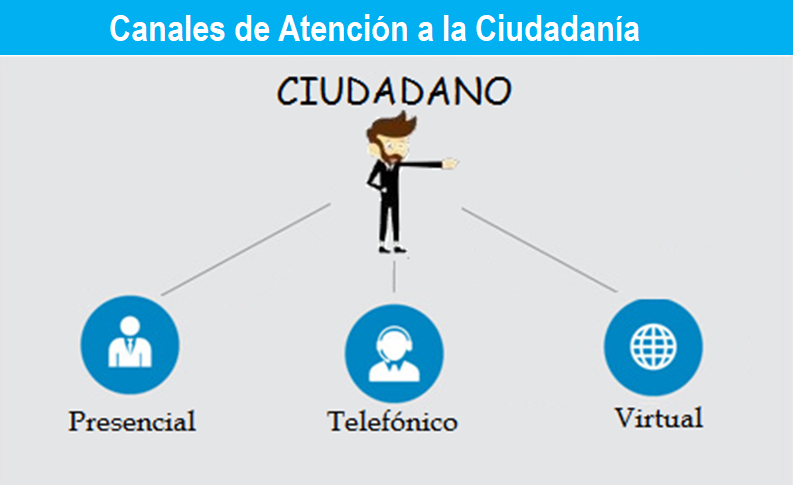 Canales de Atención a la Ciudadanía
CIUDADANO
Presencial
Telefónico
Virtual